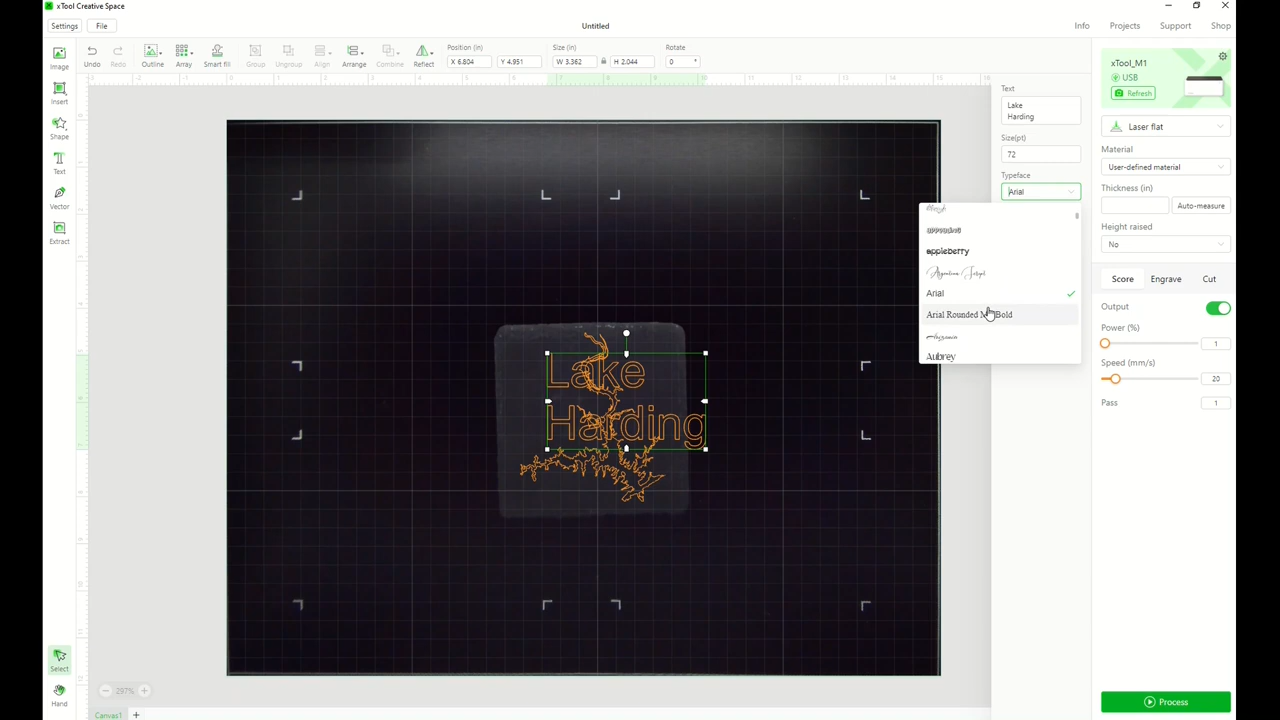 xTool Creative Space
Settings
File
Untitled
Info
Projects
Support
Shop
Undo
Redo
Outline
Array
Smart fill
Group
Ungroup
Align
Arrange
Combine
Reflect
Position (in)
X 6.804
Y 4.951
Size (in)
W 3.362
H 2.044
Rotate
0 °
Image
Insert
Shape
Text
Vector
Extract
Select
Hand
Text
Lake
Harding
Size(pt)
72
Typeface
Arial
appleberry
Arial
Arial Rounded MT Bold
Aubrey
Lake
Harding
xTool_M1
USB
Refresh
Laser flat
Material
User-defined material
Thickness (in)
Auto-measure
Height raised
No
Score
Engrave
Cut
Output
Power (%)
1
Speed (mm/s)
20
Pass
1
Process
297%
Canvas1